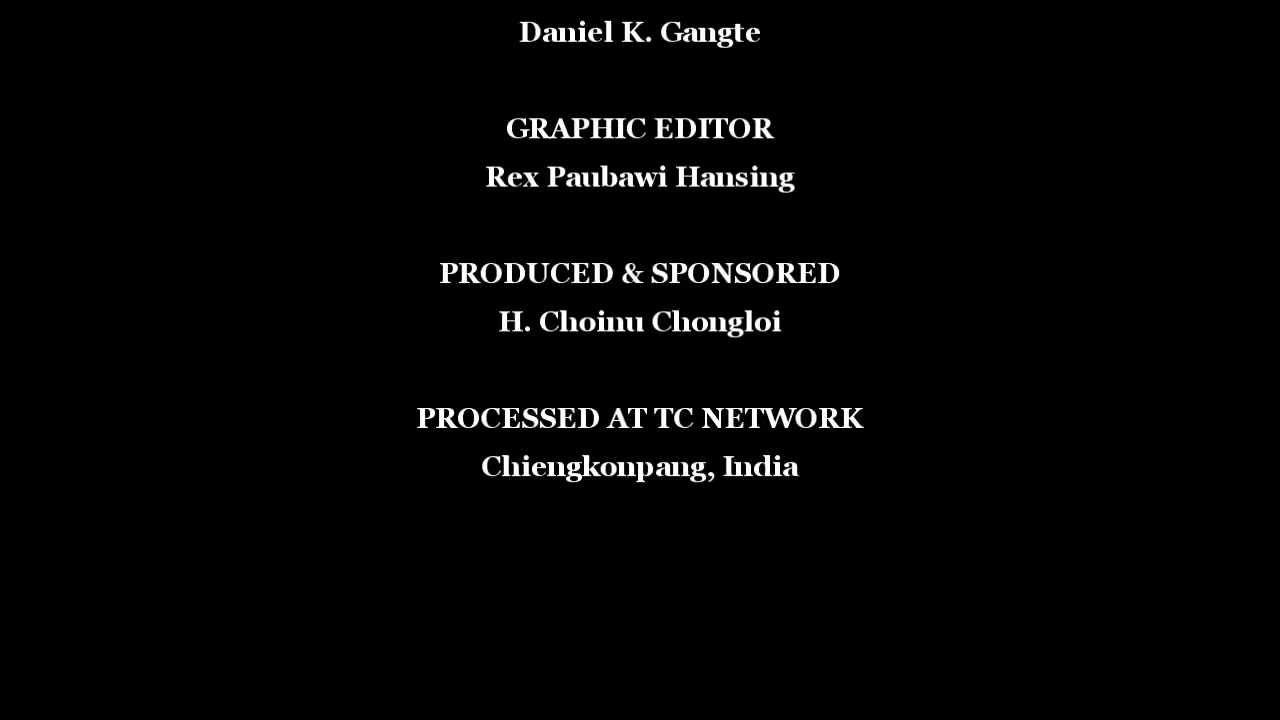 Daniel K. Gangte
GRAPHIC EDITOR
Rex Paubawi Hansing
PRODUCED & SPONSORED
H. Choinu Chongloi
PROCESSED AT TC NETWORK
Chiengkonpang, India